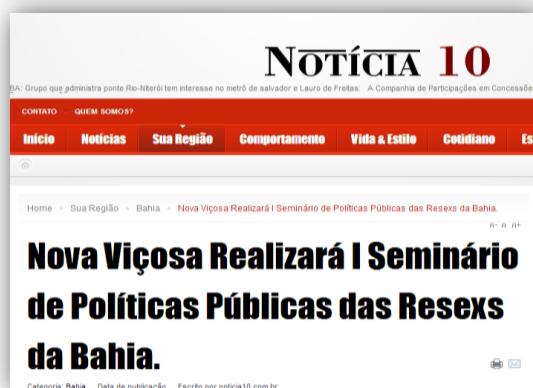 NOTÍCIA 10
BA: Grupo que administra ponte Rio-Niterói tem interesse no metrô de salvador e Lauro de Freitas: A Companhia de Participações em Concessõe
CONTATO QUEM SOMOS?
Início Notícias Sua Região Comportamento Vida & Estilo Cotidiano Es
Home Sua Região Bahia Nova Viçosa Realizará I Seminário de Políticas Públicas das Resexs da Bahia.
A- A A+
Nova Viçosa Realizará I Seminário
de Políticas Públicas das Resexs
da Bahia.
Categoria: Bahia Data de publicação Escrito por noticia10.com.br